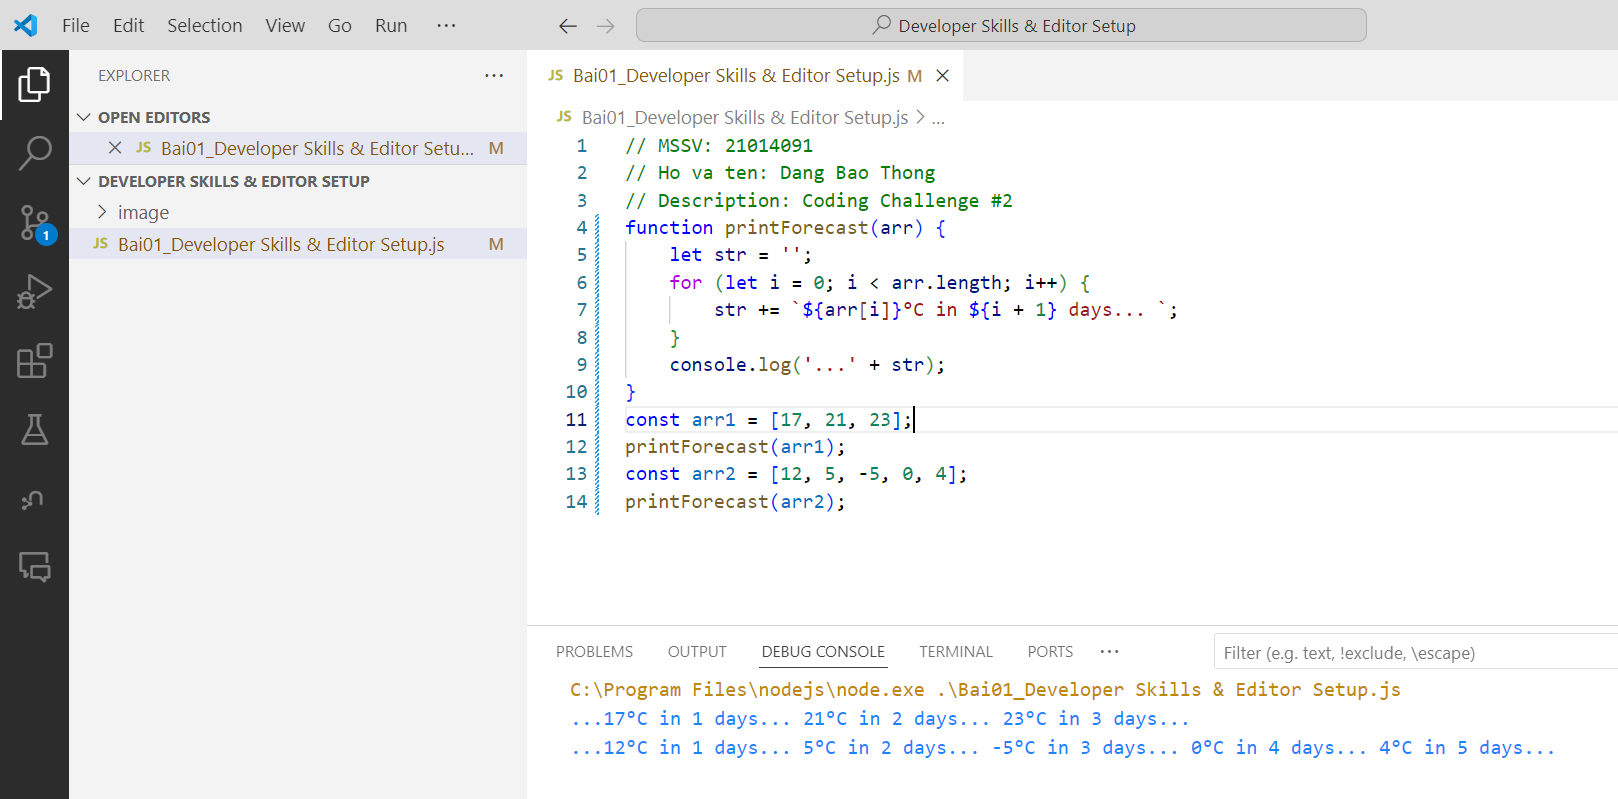 File Edit Selection View Go Run ...
Developer Skills & Editor Setup
EXPLORER ...
OPEN EDITORS
JS Bai01_Developer Skills & Editor Setu... M
DEVELOPER SKILLS & EDITOR SETUP
image
JS Bai01_Developer Skills & Editor Setup.js M
1
JS Bai01_Developer Skills & Editor Setup.js M
JS Bai01_Developer Skills & Editor Setup.js > ...
1 // MSSV: 21014091
2 // Ho va ten: Dang Bao Thong
3 // Description: Coding Challenge #2
4 function printForecast(arr) {
5     let str = '';
6     for (let i = 0; i < arr.length; i++) {
7         str += `${arr[i]}°C in ${i + 1} days... `;
8     }
9     console.log('...' + str);
10 }
11 const arr1 = [17, 21, 23];
12 printForecast(arr1);
13 const arr2 = [12, 5, -5, 0, 4];
14 printForecast(arr2);
PROBLEMS OUTPUT DEBUG CONSOLE TERMINAL PORTS ... Filter (e.g. text, !exclude, \escape)
C:\Program Files\nodejs\node.exe .\Bai01_Developer Skills & Editor Setup.js
...17°C in 1 days... 21°C in 2 days... 23°C in 3 days...
...12°C in 1 days... 5°C in 2 days... -5°C in 3 days... 0°C in 4 days... 4°C in 5 days...